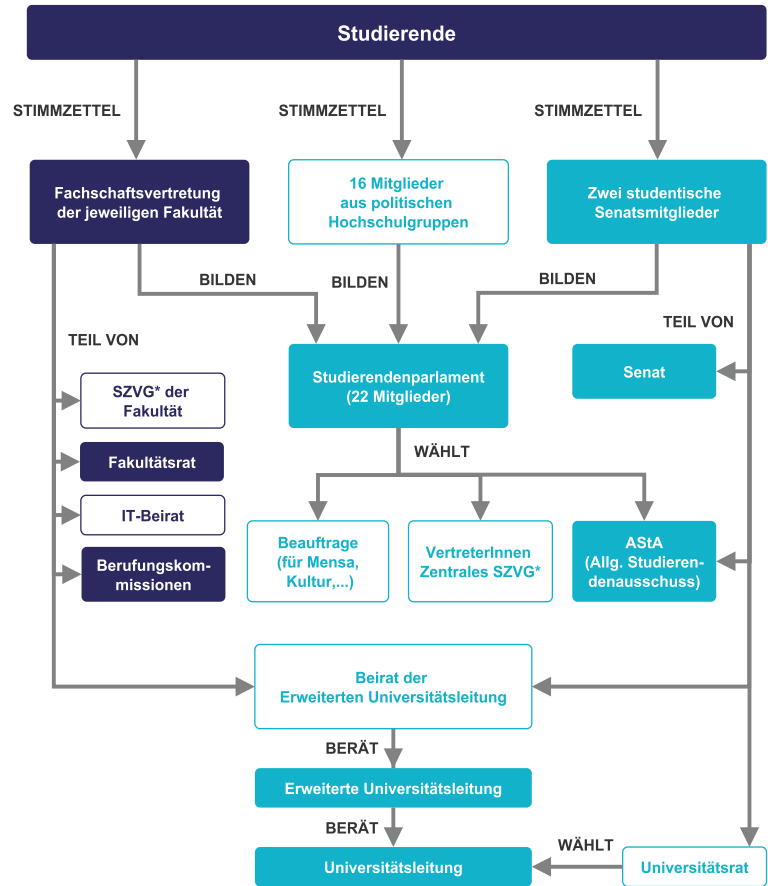 Studierende
STIMMZETTEL
STIMMZETTEL
STIMMZETTEL
Fachschaftsvertretung
der jeweiligen Fakultät
16 Mitglieder
aus politischen
Hochschulgruppen
Zwei studentische
Senatsmitglieder
BILDEN
BILDEN
BILDEN
TEIL VON
TEIL VON
Studierendenparlament
(22 Mitglieder)
Senat
SZVG* der
Fakultät
Fakultätsrat
IT-Beirat
Berufungskom-
missionen
WÄHLT
Beauftrage
(für Mensa,
Kultur,...)
VertreterInnen
Zentrales SZVG*
AStA
(Allg. Studieren-
denausschuss)
Beirat der
Erweiterten Universitätsleitung
BERÄT
Erweiterte Universitätsleitung
BERÄT
Universitätsleitung
WÄHLT
Universitätsrat